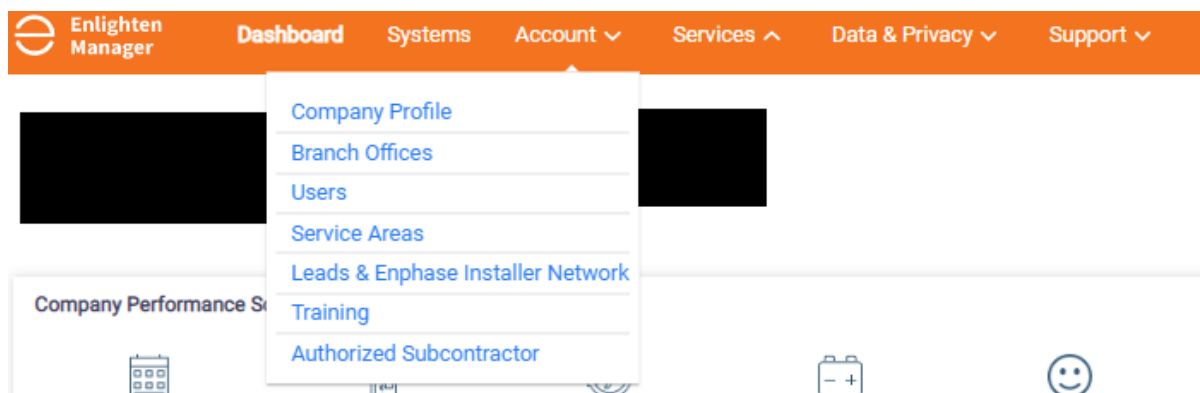 Enlighten
Manager
Dashboard Systems Account Services Data & Privacy Support
Company Profile
Branch Offices
Users
Service Areas
Leads & Enphase Installer Network
Training
Authorized Subcontractor
Company Performance